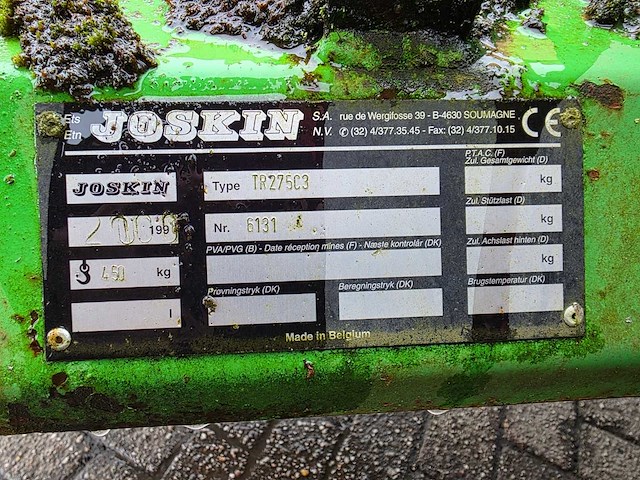 Ets
Etn JOSKIN S.A. rue de Wergifosse 39 - B-4630 SOUMAGNE
N.V. ✆ (32) 4/377.35.45 - Fax: (32) 4/377.10.15
CE
JOSKIN
Type TR275C3
P.T.A.C. (F)
Zul. Gesamtgewicht (D)
kg
2000 199
Nr. 6131
Zul. Stützlast (D)
kg
PVA/PVG (B) - Date réception mines (F) - Næste kontrolár (DK)
Zul. Achslast hinten (D)
kg
450 kg
Prøvningstryk (DK)
Beregningstryk (DK)
Brugstemperatur (DK)
l
Made in Belgium